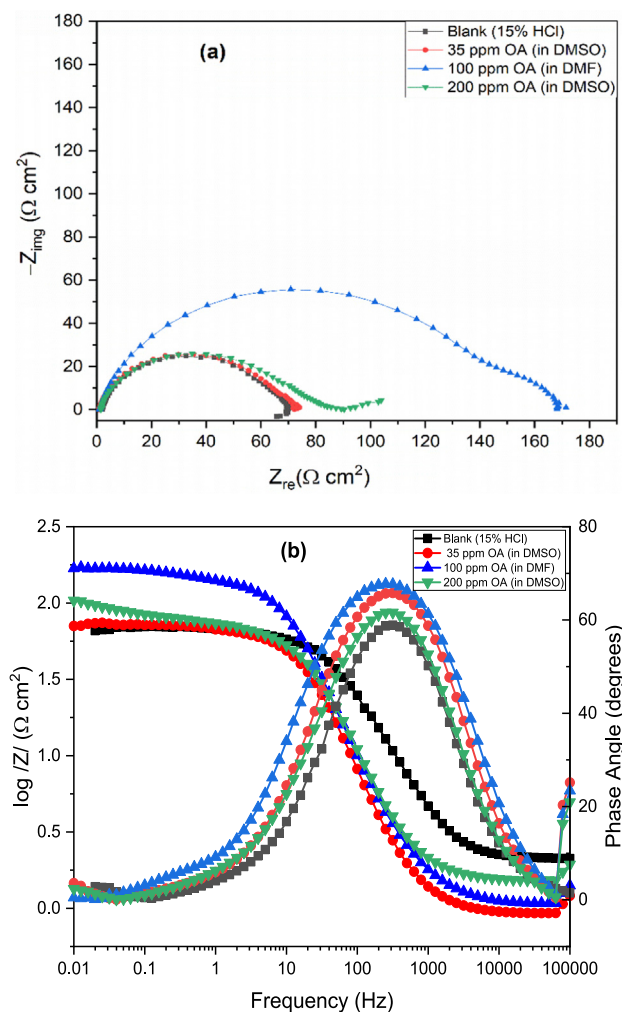 (a)
Blank (15% HCl)
35 ppm OA (in DMSO)
100 ppm OA (in DMF)
200 ppm OA (in DMSO)
180
160
140
120
100
80
60
40
20
0
−Z_img (Ω cm²)
0 20 40 60 80 100 120 140 160 180
Z_re(Ω cm²)
(b)
Blank (15% HCl)
35 ppm OA (in DMSO)
100 ppm OA (in DMF)
200 ppm OA (in DMSO)
2.5
2.0
1.5
1.0
0.5
0.0
log /Z/ (Ω cm²)
80
60
40
20
0
Phase Angle (degrees)
0.01 0.1 1 10 100 1000 10000 100000
Frequency (Hz)